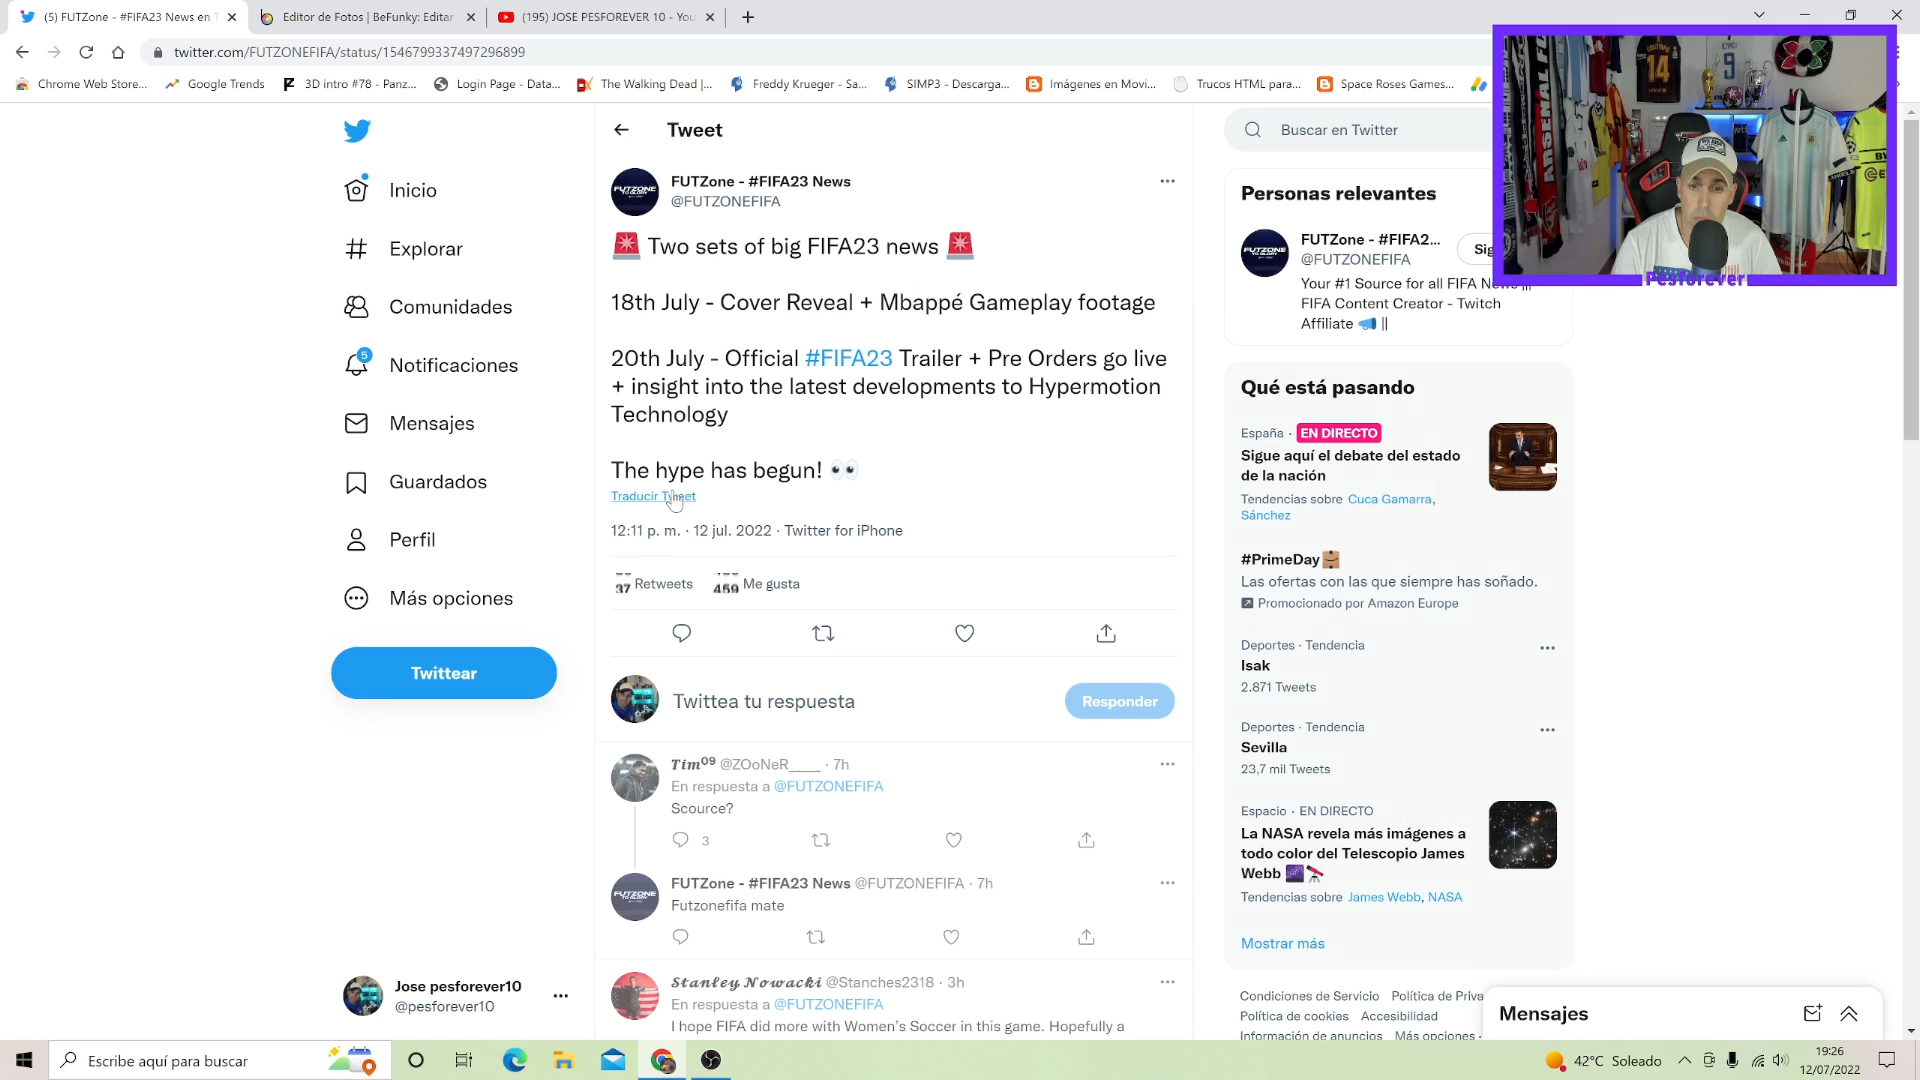 (5) FUTZone - #FIFA23 News en T
Editor de Fotos | BeFunky: Editar
(195) JOSE PESFOREVER 10 - You
twitter.com/FUTZONEFIFA/status/1546799337497296899
Chrome Web Store...
Google Trends
3D intro #78 - Panz...
Login Page - Data...
The Walking Dead |...
Freddy Krueger - Sa...
SIMP3 - Descarga...
Imágenes en Movi...
Trucos HTML para...
Space Roses Games...
Inicio
Explorar
Comunidades
5
Notificaciones
Mensajes
Guardados
Perfil
Más opciones
Twittear
Jose pesforever10
@pesforever10
Tweet
FUTZONE
FUTZone - #FIFA23 News
@FUTZONEFIFA
🚨 Two sets of big FIFA23 news 🚨
18th July - Cover Reveal + Mbappé Gameplay footage
20th July - Official #FIFA23 Trailer + Pre Orders go live
+ insight into the latest developments to Hypermotion
Technology
The hype has begun! 👀
Traducir Tweet
12:11 p. m. · 12 jul. 2022 · Twitter for iPhone
37 Retweets 459 Me gusta
Twittea tu respuesta
Responder
Tim⁰⁹ @ZOoNeR____ · 7h
En respuesta a @FUTZONEFIFA
Scource?
3
FUTZONE
FUTZone - #FIFA23 News @FUTZONEFIFA · 7h
Futzonefifa mate
Stanley Nowacki @Stanches2318 · 3h
En respuesta a @FUTZONEFIFA
I hope FIFA did more with Women's Soccer in this game. Hopefully a
Buscar en Twitter
Personas relevantes
FUTZONE
FUTZone - #FIFA2...
@FUTZONEFIFA
Sig
Your #1 Source for all FIFA News ||
FIFA Content Creator - Twitch
Affiliate 📣 ||
ARSENAL F
14
9
Pesforever
Qué está pasando
España · EN DIRECTO
Sigue aquí el debate del estado
de la nación
Tendencias sobre Cuca Gamarra,
Sánchez
#PrimeDay
Las ofertas con las que siempre has soñado.
Promocionado por Amazon Europe
Deportes · Tendencia
Isak
2.871 Tweets
Deportes · Tendencia
Sevilla
23,7 mil Tweets
Espacio · EN DIRECTO
La NASA revela más imágenes a
todo color del Telescopio James
Webb 🌌🔭
Tendencias sobre James Webb, NASA
Mostrar más
Condiciones de Servicio Política de Priva
Política de cookies Accesibilidad
Información de anuncios Más opciones
Mensajes
Escribe aquí para buscar
42°C Soleado
19:26
12/07/2022